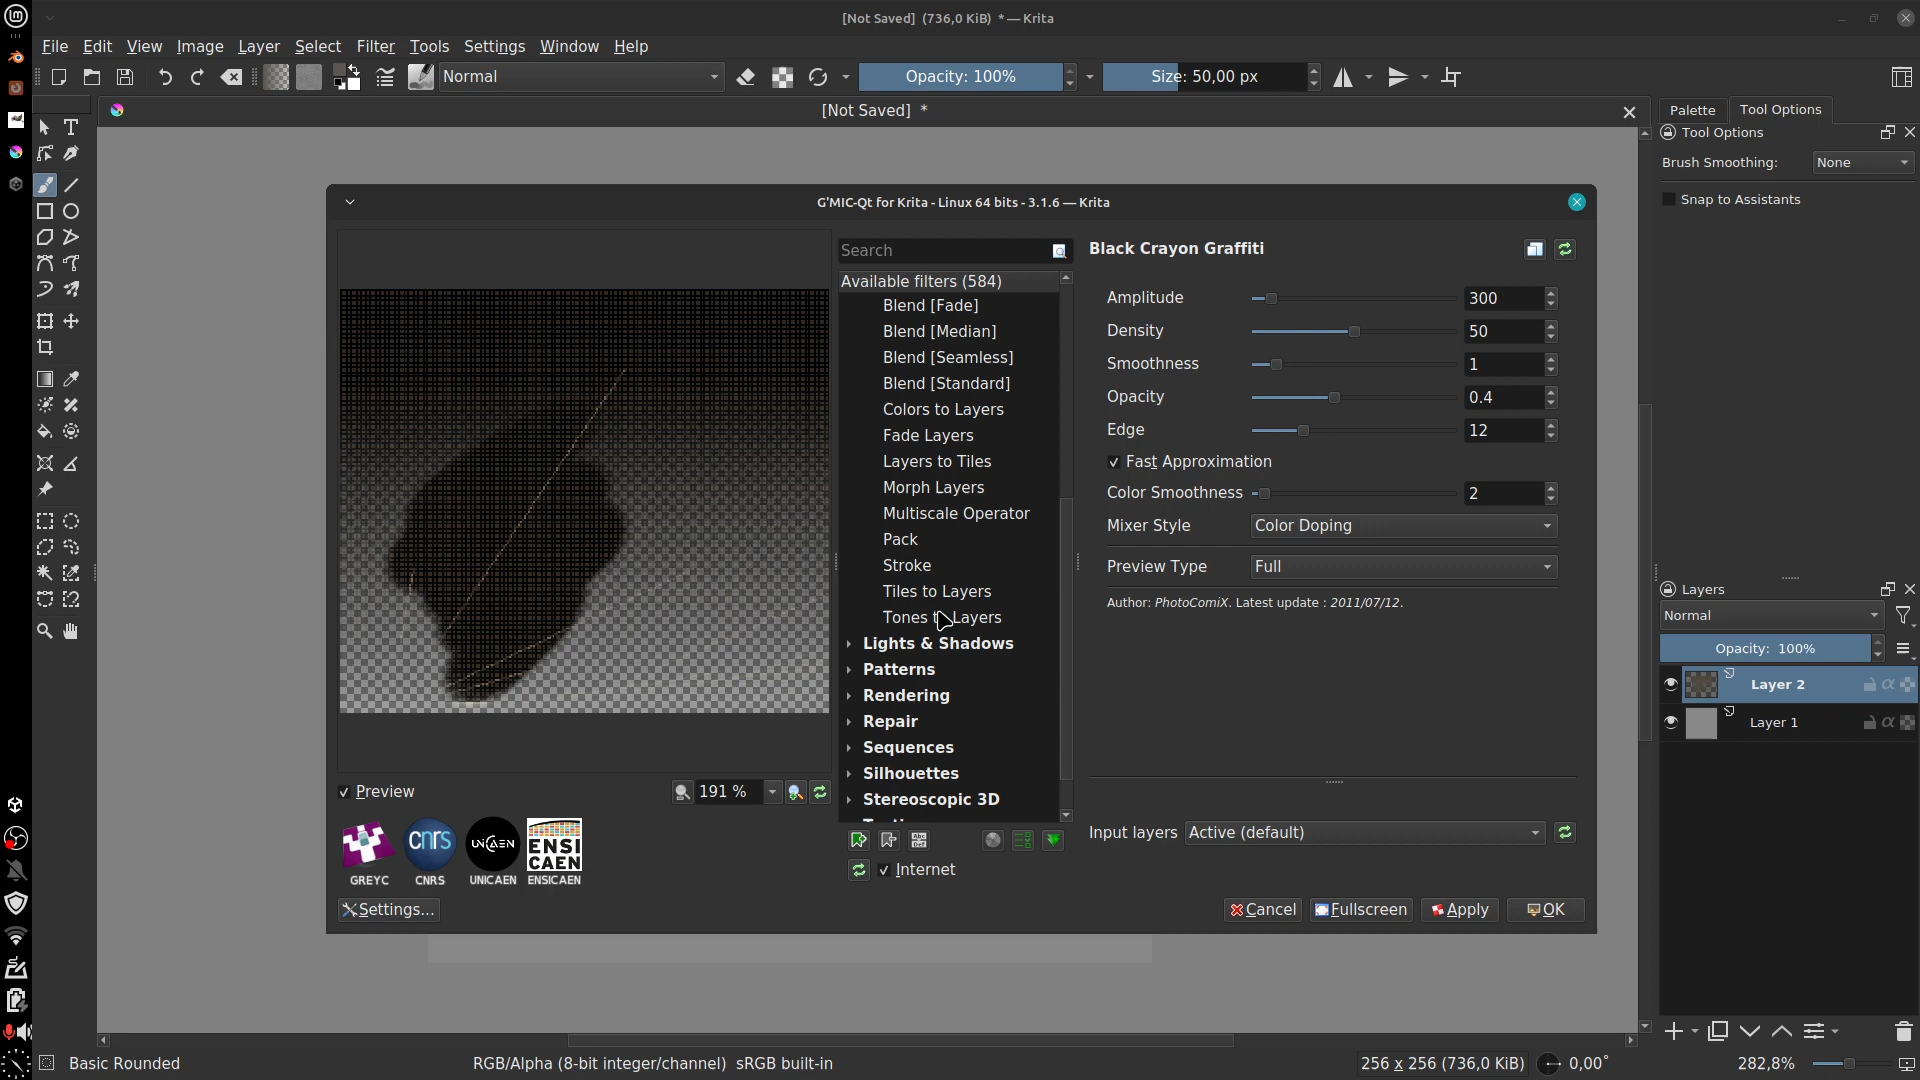 [Not Saved] (736,0 KiB) * — Krita
File Edit View Image Layer Select Filter Tools Settings Window Help
Normal
Opacity: 100%
Size: 50,00 px
[Not Saved] *
Palette
Tool Options
Tool Options
Brush Smoothing: None
Snap to Assistants
G'MIC-Qt for Krita - Linux 64 bits - 3.1.6 — Krita
Search
Available filters (584)
Blend [Fade]
Blend [Median]
Blend [Seamless]
Blend [Standard]
Colors to Layers
Fade Layers
Layers to Tiles
Morph Layers
Multiscale Operator
Pack
Stroke
Tiles to Layers
Tones to Layers
Lights & Shadows
Patterns
Rendering
Repair
Sequences
Silhouettes
Stereoscopic 3D
Internet
Black Crayon Graffiti
Amplitude 300
Density 50
Smoothness 1
Opacity 0.4
Edge 12
Fast Approximation
Color Smoothness 2
Mixer Style Color Doping
Preview Type Full
Author: PhotoComiX. Latest update : 2011/07/12.
Input layers Active (default)
Preview
191 %
cnrs
UNICAEN
ENSI
CAEN
GREYC CNRS UNICAEN ENSICAEN
Settings...
Cancel Fullscreen Apply OK
Layers
Normal
Opacity: 100%
Layer 2
Layer 1
Basic Rounded
RGB/Alpha (8-bit integer/channel) sRGB built-in
256 x 256 (736,0 KiB)
0,00°
282,8%